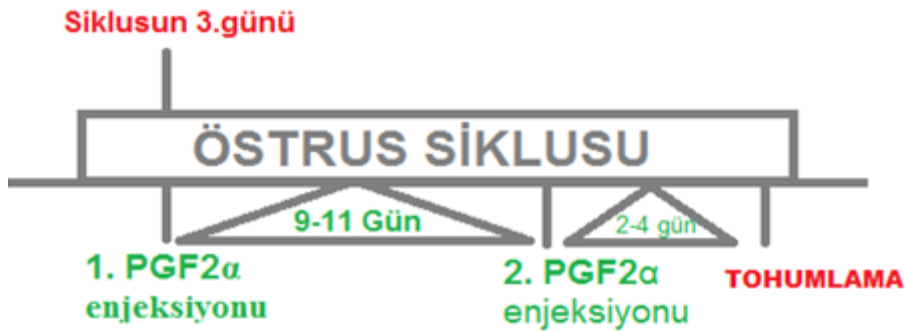 Siklusun 3.günü
ÖSTRUS SİKLUSU
9-11 Gün
2-4 gün
1. PGF2α
enjeksiyonu
2. PGF2α
enjeksiyonu
TOHUMLAMA